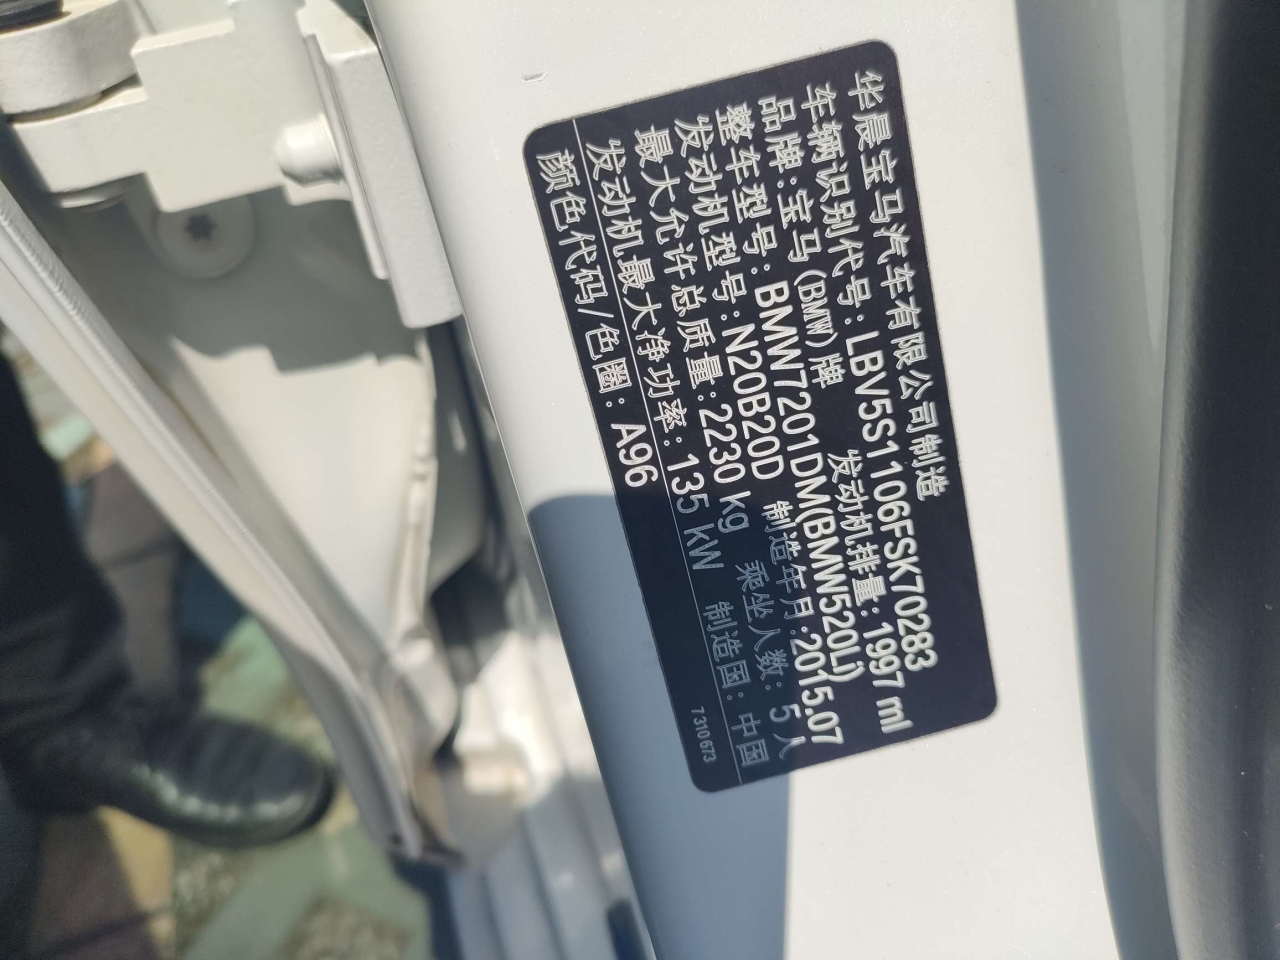 华晨宝马汽车有限公司制造
车辆识别代号:LBV5S1106FSK70283
品牌:宝马(BMW)牌 发动机排量:1997 ml
整车型号:BMW7201DM(BMW520Li)
发动机型号:N20B20D 制造年月:2015.07
最大允许总质量:2230 kg 乘坐人数:5人
发动机最大净功率:135 kW 制造国:中国
颜色代码/色圈:A96
7 310 673